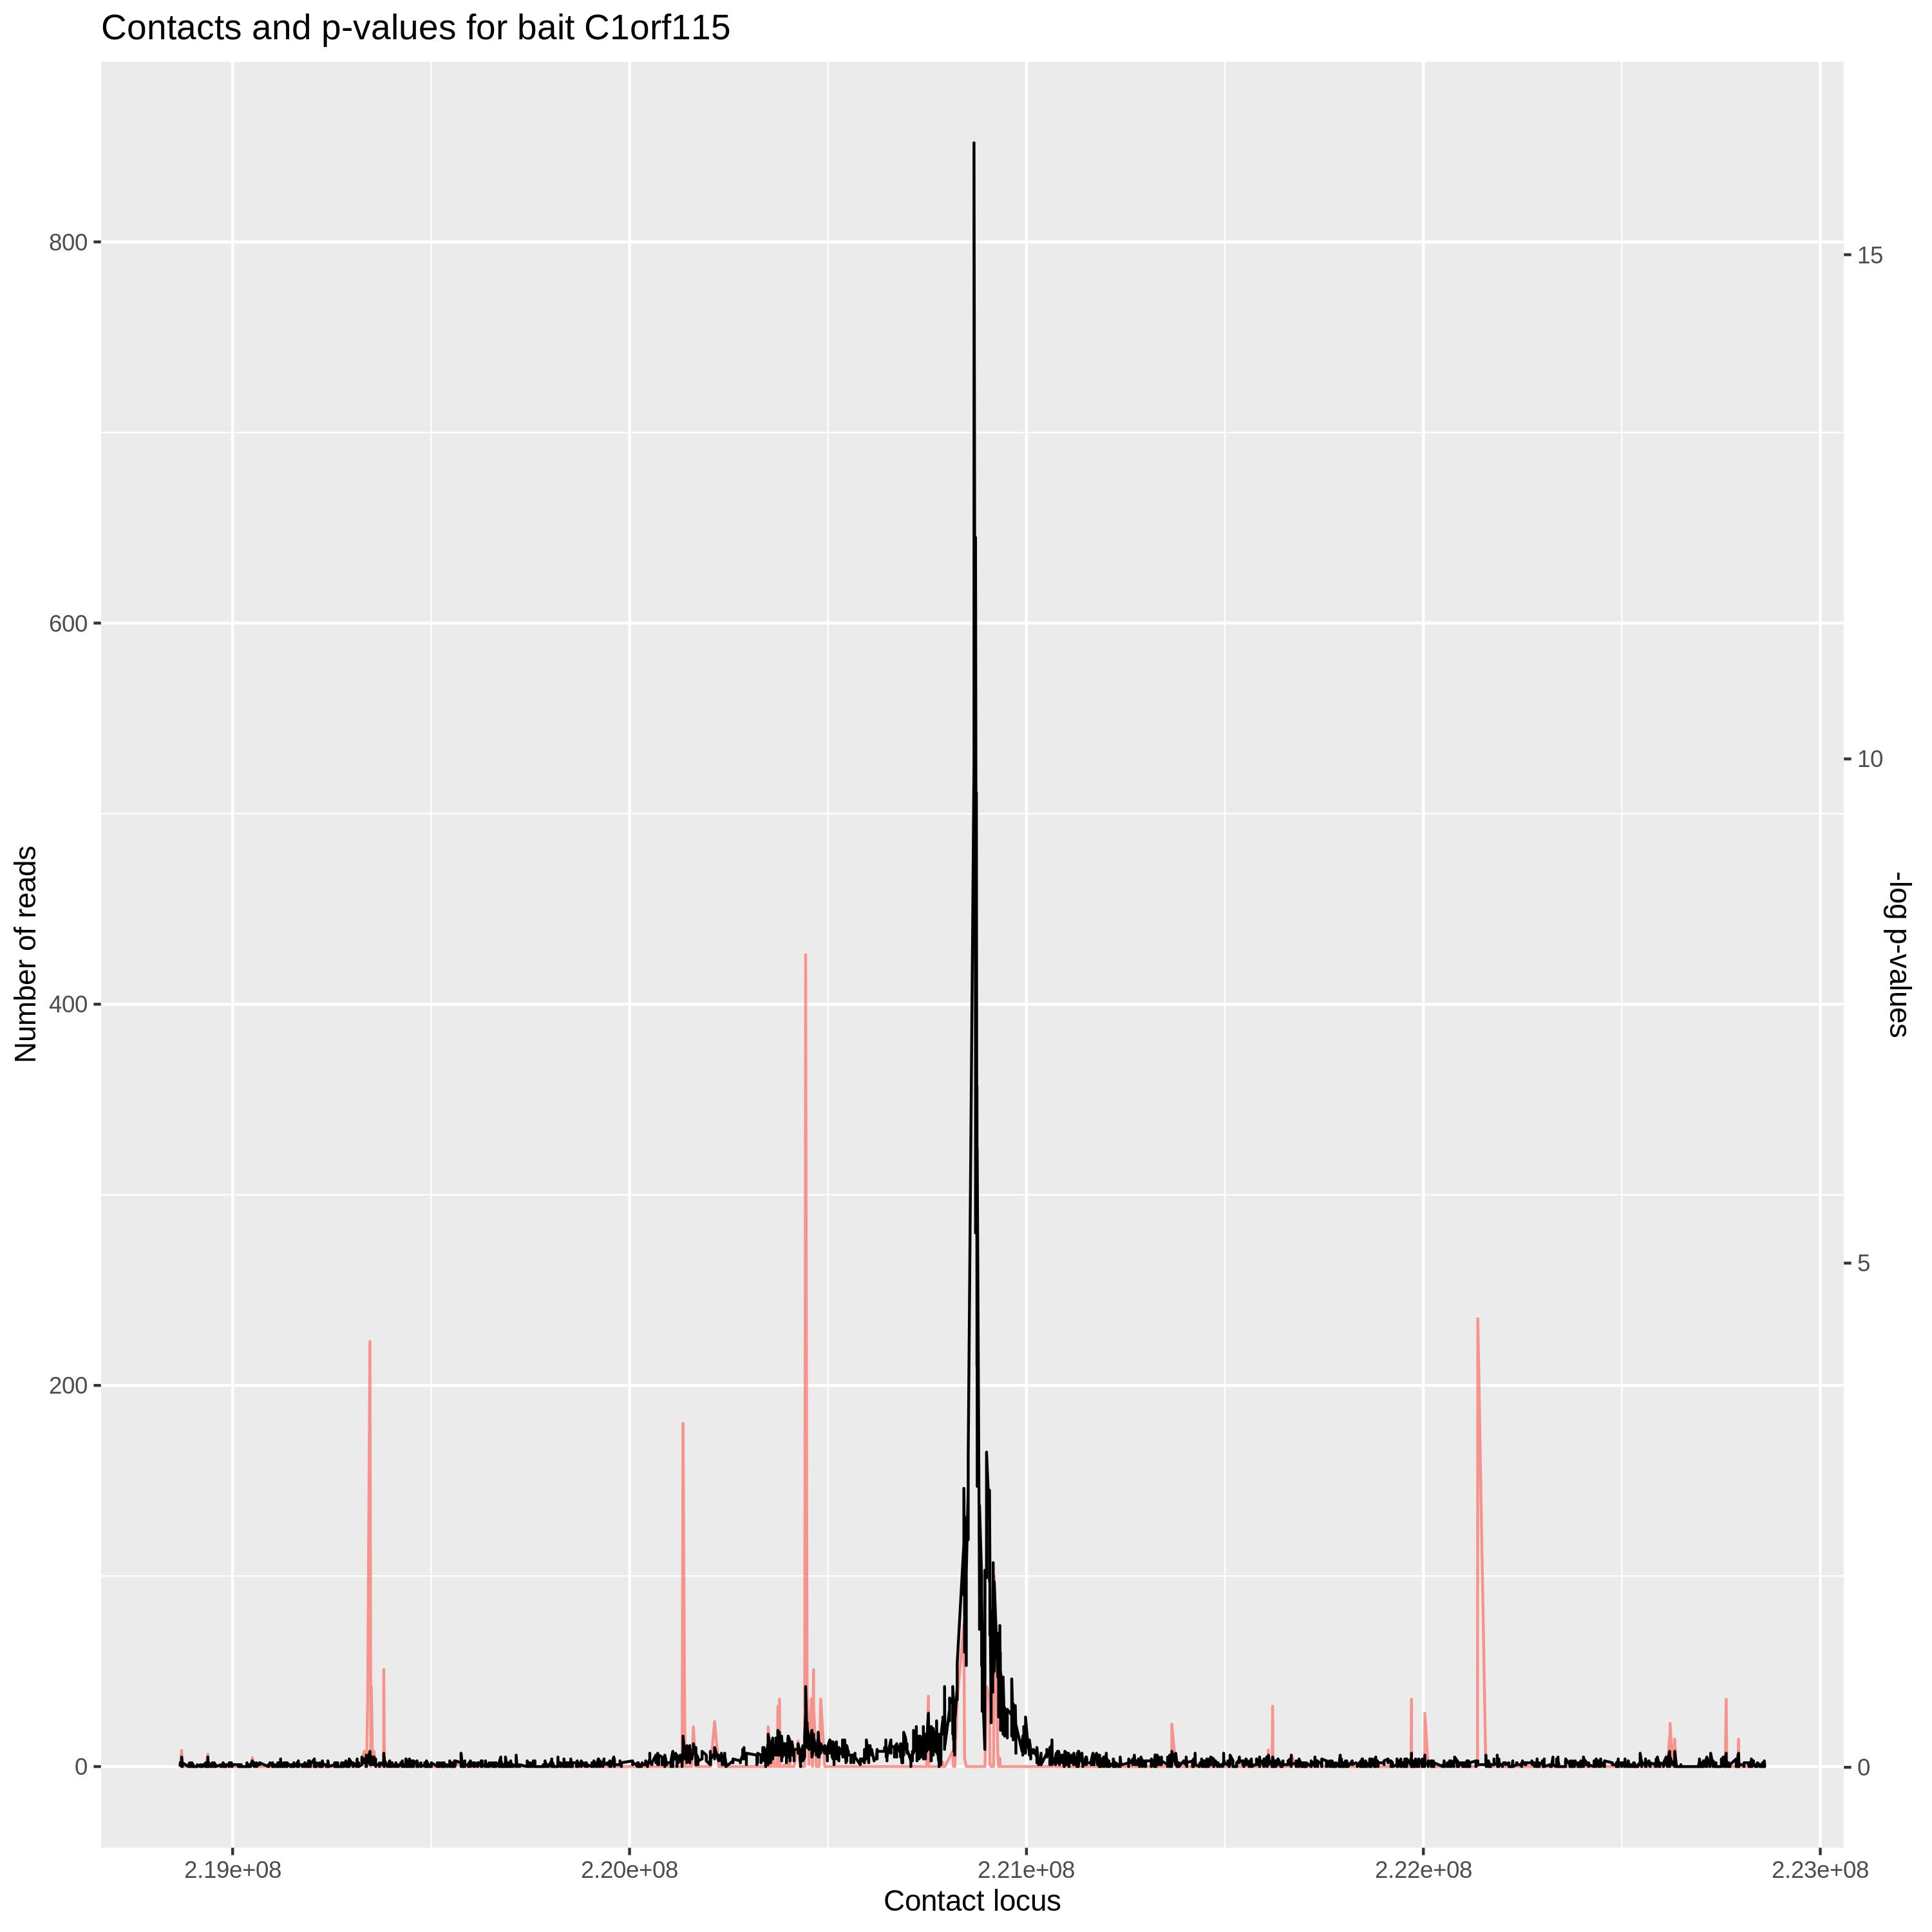 Contacts and p-values for bait C1orf115
800
600
400
200
0
15
10
5
0
Number of reads
-log p-values
2.19e+08 2.20e+08 2.21e+08 2.22e+08 2.23e+08
Contact locus